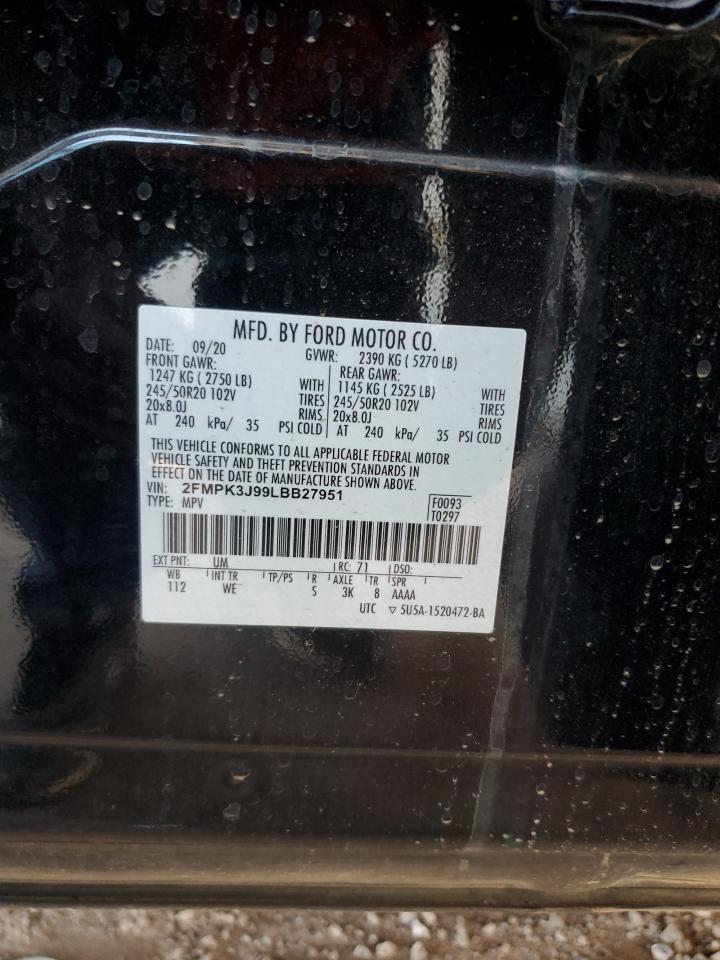 MFD. BY FORD MOTOR CO.
DATE: 09/20 GVWR: 2390 KG ( 5270 LB)
FRONT GAWR: REAR GAWR:
1247 KG ( 2750 LB) WITH 1145 KG ( 2525 LB) WITH
245/50R20 102V TIRES 245/50R20 102V TIRES
20x8.0J RIMS 20x8.0J RIMS
AT 240 kPa/ 35 PSI COLD AT 240 kPa/ 35 PSI COLD
THIS VEHICLE CONFORMS TO ALL APPLICABLE FEDERAL MOTOR
VEHICLE SAFETY AND THEFT PREVENTION STANDARDS IN
EFFECT ON THE DATE OF MANUFACTURE SHOWN ABOVE.
VIN: 2FMPK3J99LBB27951 F0093
TYPE: MPV T0297
EXT PNT: UM RC: 71 DSO:
WB INT TR TP/PS R AXLE TR SPR
112 WE S 3K 8 AAAA
UTC ▽ 5U5A-1520472-BA